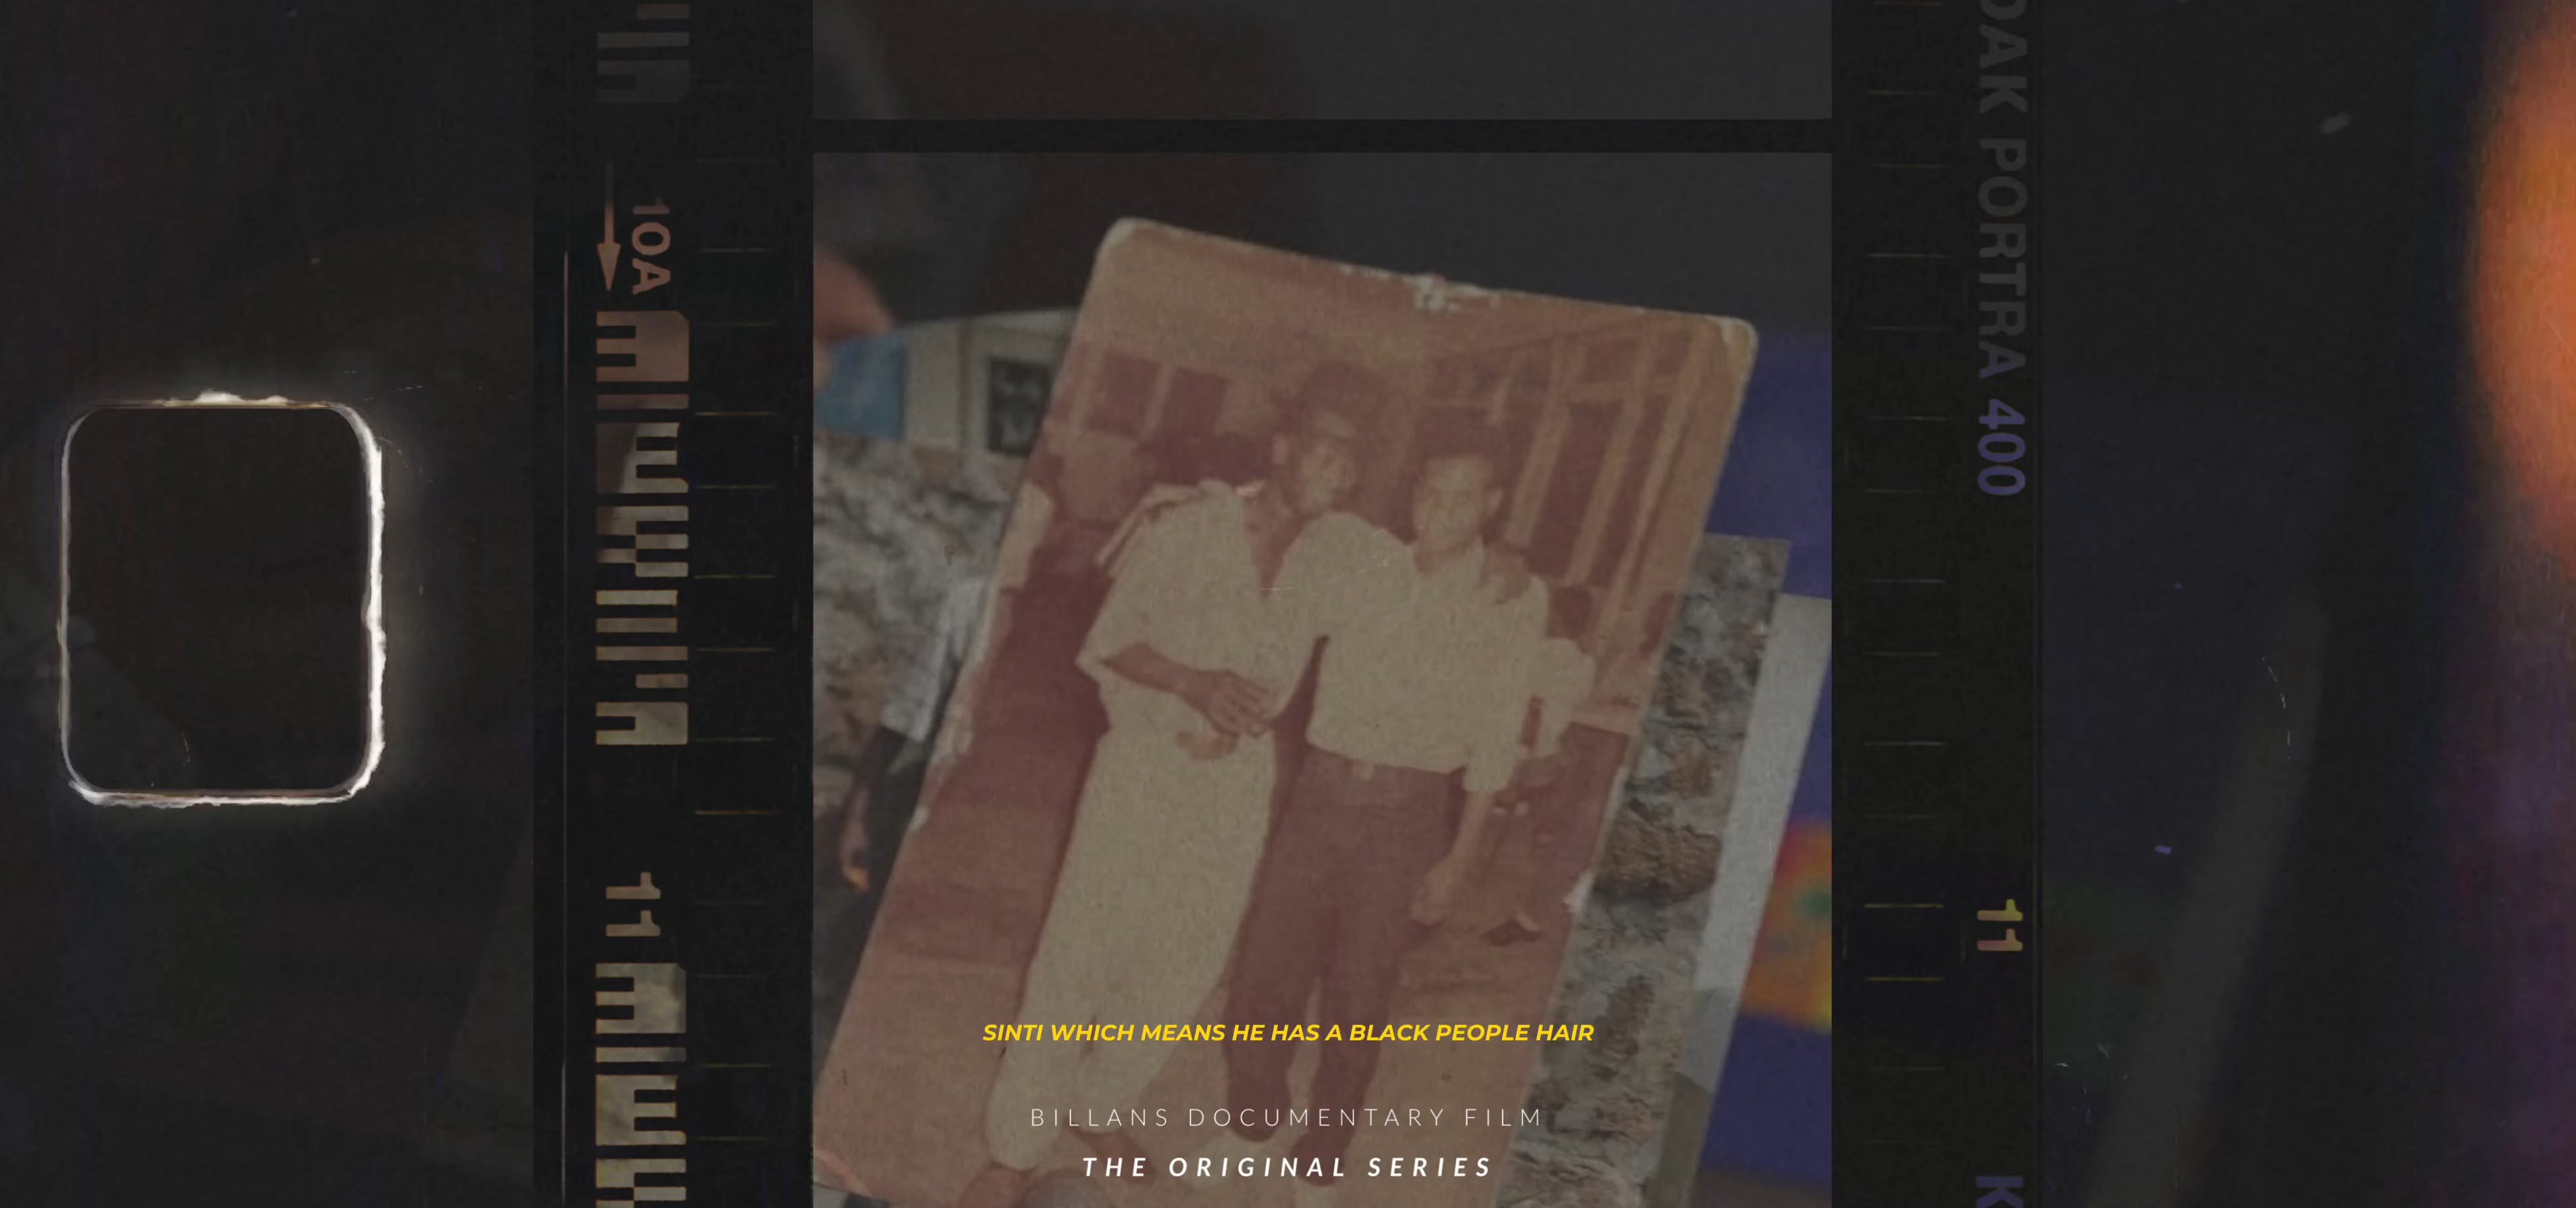 10A
11
SINTI WHICH MEANS HE HAS A BLACK PEOPLE HAIR
BILLANS DOCUMENTARY FILM
THE ORIGINAL SERIES
DAK PORTRA 400
11
K